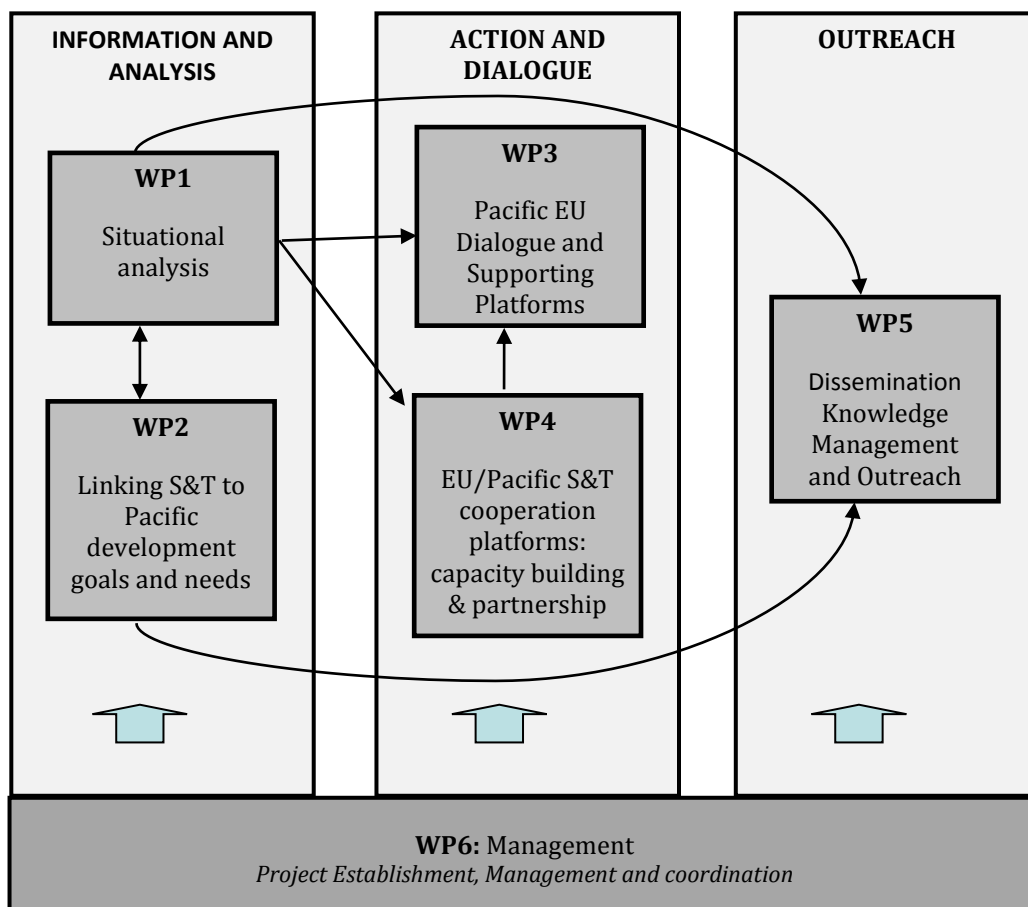 INFORMATION AND
ANALYSIS
ACTION AND
DIALOGUE
OUTREACH
WP1
Situational
analysis
WP2
Linking S&T to
Pacific
development
goals and needs
WP3
Pacific EU
Dialogue and
Supporting
Platforms
WP4
EU/Pacific S&T
cooperation
platforms:
capacity building
& partnership
WP5
Dissemination
Knowledge
Management
and Outreach
WP6: Management
Project Establishment, Management and coordination